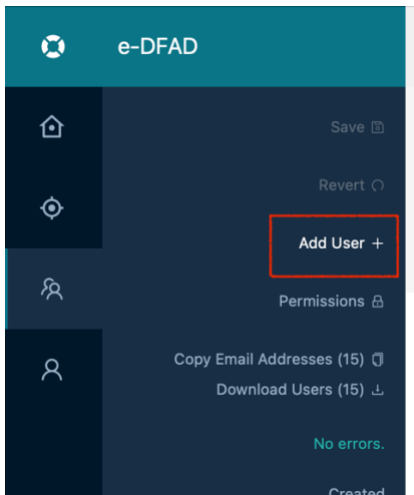 e-DFAD
Save
Revert
Add User +
Permissions
Copy Email Addresses (15)
Download Users (15)
No errors.
Created